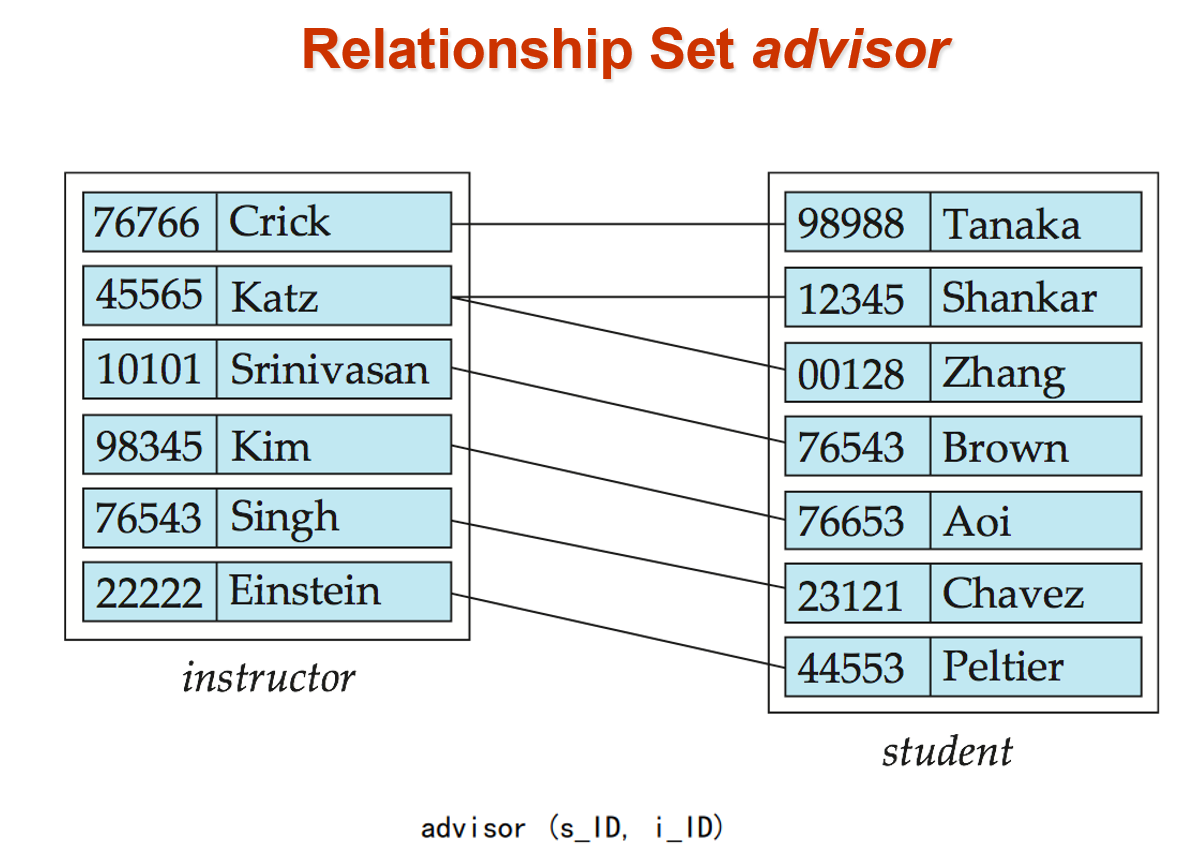 Relationship Set advisor
76766 Crick
45565 Katz
10101 Srinivasan
98345 Kim
76543 Singh
22222 Einstein
instructor
98988 Tanaka
12345 Shankar
00128 Zhang
76543 Brown
76653 Aoi
23121 Chavez
44553 Peltier
student
advisor (s_ID, i_ID)